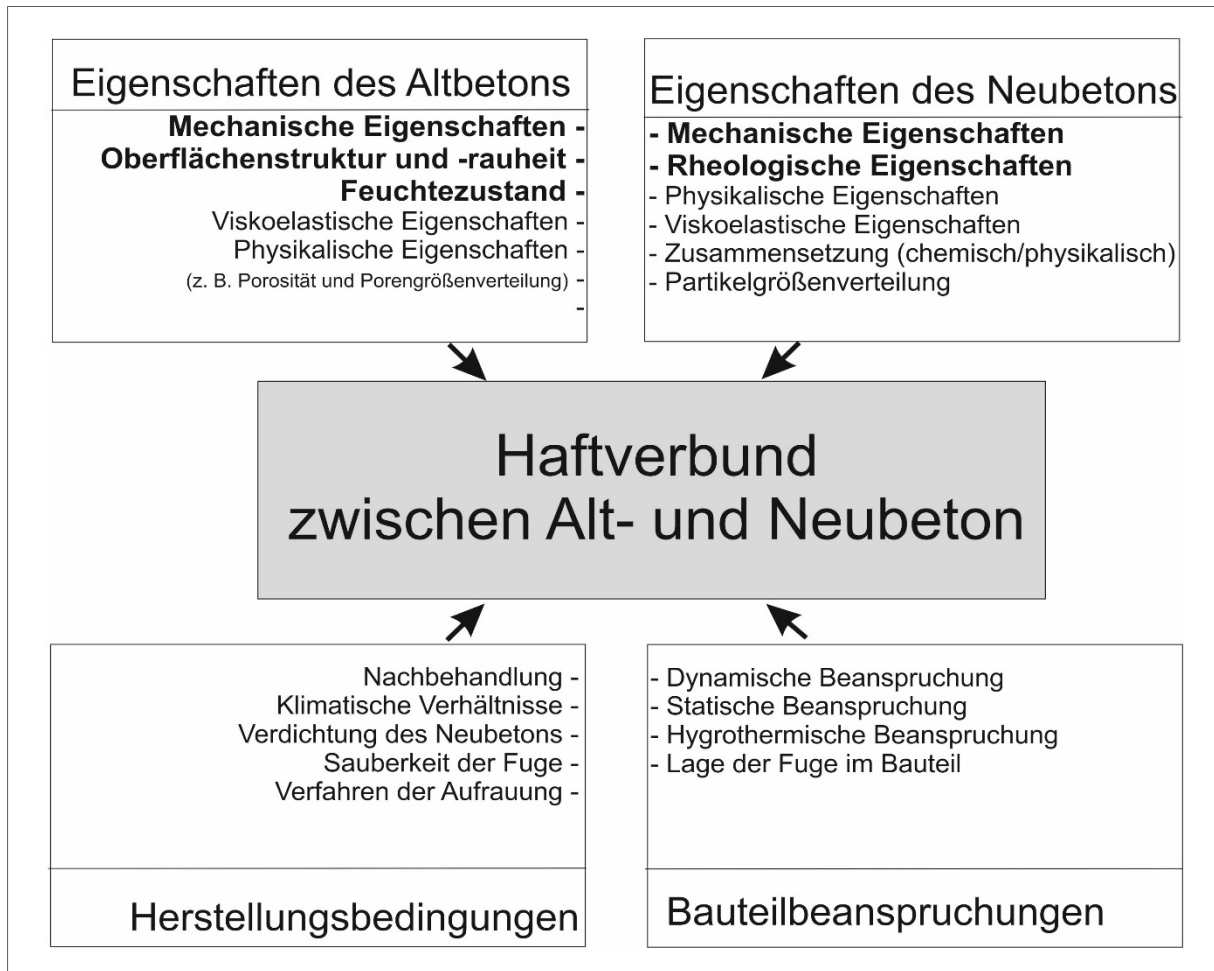 Eigenschaften des Altbetons
Mechanische Eigenschaften -
Oberflächenstruktur und -rauheit -
Feuchtezustand -
Viskoelastische Eigenschaften -
Physikalische Eigenschaften -
(z. B. Porosität und Porengrößenverteilung) -
-
Eigenschaften des Neubetons
- Mechanische Eigenschaften
- Rheologische Eigenschaften
- Physikalische Eigenschaften
- Viskoelastische Eigenschaften
- Zusammensetzung (chemisch/physikalisch)
- Partikelgrößenverteilung
Haftverbund
zwischen Alt- und Neubeton
Nachbehandlung -
Klimatische Verhältnisse -
Verdichtung des Neubetons -
Sauberkeit der Fuge -
Verfahren der Aufrauung -
Herstellungsbedingungen
- Dynamische Beanspruchung
- Statische Beanspruchung
- Hygrothermische Beanspruchung
- Lage der Fuge im Bauteil
Bauteilbeanspruchungen